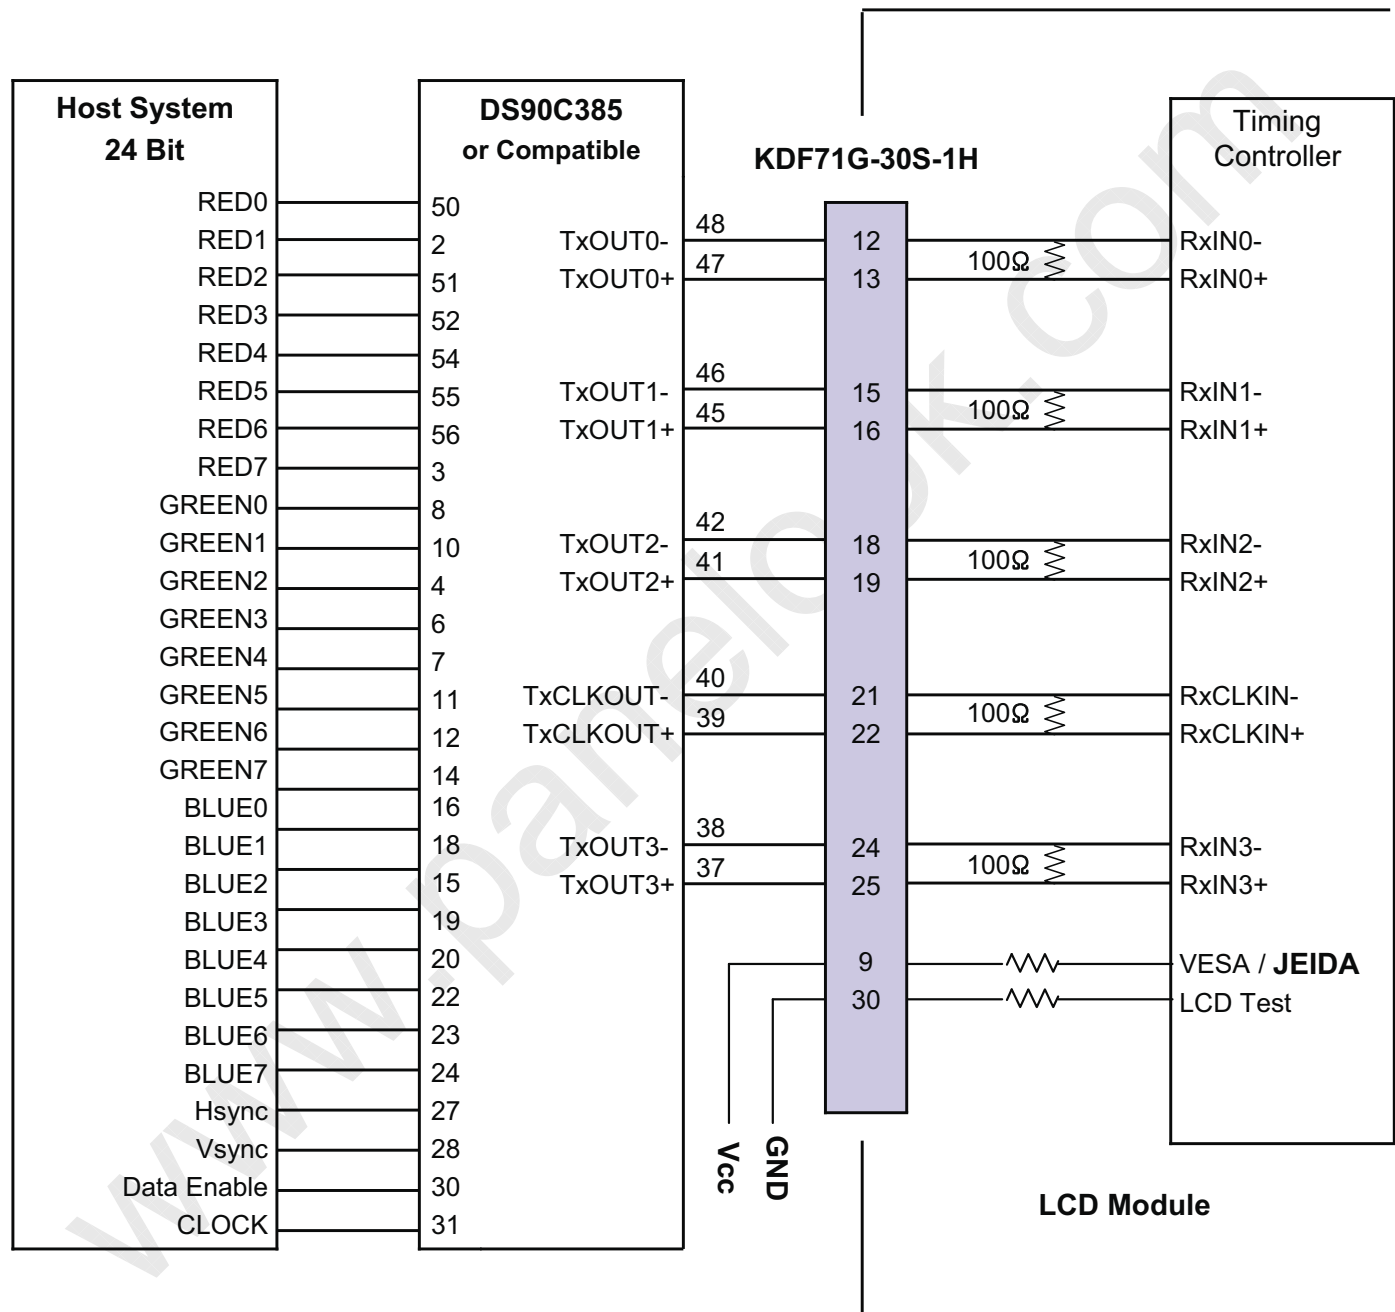 Host System
24 Bit
RED0
RED1
RED2
RED3
RED4
RED5
RED6
RED7
GREEN0
GREEN1
GREEN2
GREEN3
GREEN4
GREEN5
GREEN6
GREEN7
BLUE0
BLUE1
BLUE2
BLUE3
BLUE4
BLUE5
BLUE6
BLUE7
Hsync
Vsync
Data Enable
CLOCK
DS90C385
or Compatible
50
2
51
52
54
55
56
3
8
10
4
6
7
11
12
14
16
18
15
19
20
22
23
24
27
28
30
31
TxOUT0- 48
TxOUT0+ 47
TxOUT1- 46
TxOUT1+ 45
TxOUT2- 42
TxOUT2+ 41
TxCLKOUT- 40
TxCLKOUT+ 39
TxOUT3- 38
TxOUT3+ 37
KDF71G-30S-1H
12
13
15
16
18
19
21
22
24
25
9
30
Vcc
GND
100Ω
100Ω
100Ω
100Ω
100Ω
Timing
Controller
RxIN0-
RxIN0+
RxIN1-
RxIN1+
RxIN2-
RxIN2+
RxCLKIN-
RxCLKIN+
RxIN3-
RxIN3+
VESA / JEIDA
LCD Test
LCD Module
www.panelook.com